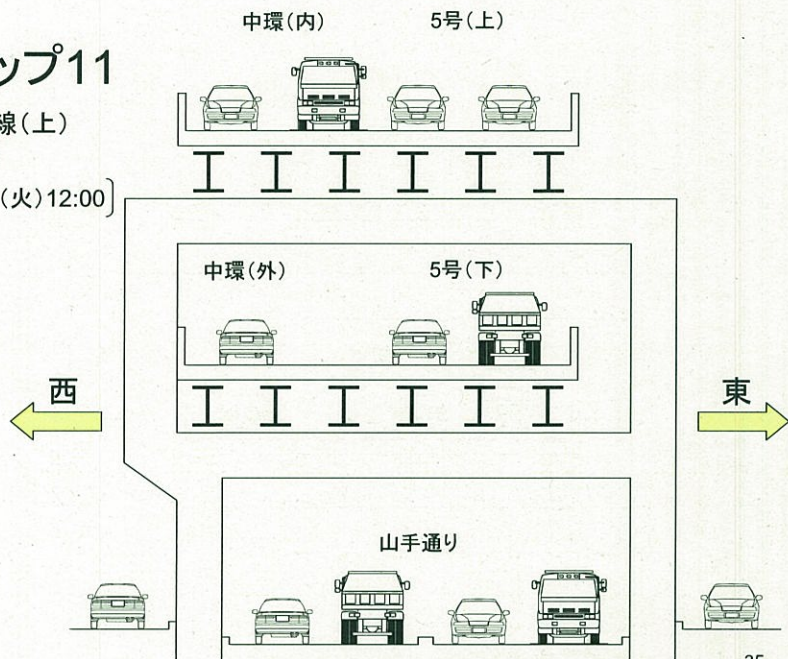 中環(内) 5号(上)
ップ11
線(上)
(火)12:00]
中環(外) 5号(下)
西
東
山手通り